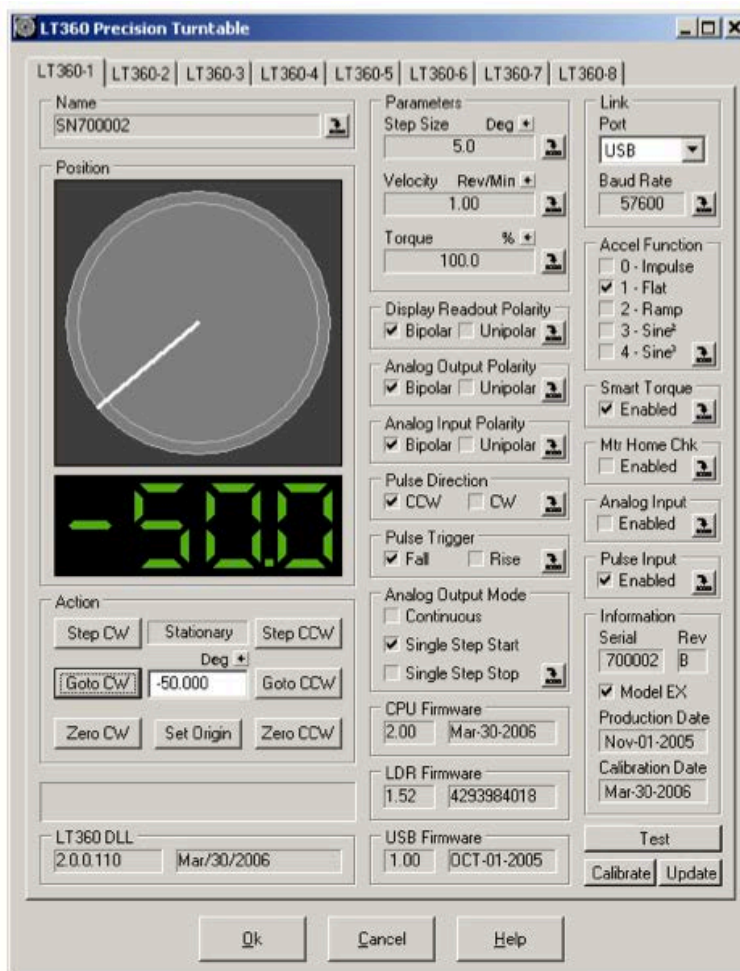 LT360 Precision Turntable
LT360-1 LT360-2 LT360-3 LT360-4 LT360-5 LT360-6 LT360-7 LT360-8
Name
SN700002
Position
-50.0
Action
Step CW Stationary Step CCW
Deg
Goto CW -50.000 Goto CCW
Zero CW Set Origin Zero CCW
LT360 DLL
2.0.0.110 Mar/30/2006
Parameters
Step Size Deg
5.0
Velocity Rev/Min
1.00
Torque %
100.0
Display Readout Polarity
Bipolar Unipolar
Analog Output Polarity
Bipolar Unipolar
Analog Input Polarity
Bipolar Unipolar
Pulse Direction
CCW CW
Pulse Trigger
Fall Rise
Analog Output Mode
Continuous
Single Step Start
Single Step Stop
CPU Firmware
2.00 Mar-30-2006
LDR Firmware
1.52 4293984018
USB Firmware
1.00 OCT-01-2005
Link
Port
USB
Baud Rate
57600
Accel Function
0 - Impulse
1 - Flat
2 - Ramp
3 - Sine²
4 - Sine³
Smart Torque
Enabled
Mtr Home Chk
Enabled
Analog Input
Enabled
Pulse Input
Enabled
Information
Serial Rev
700002 B
Model EX
Production Date
Nov-01-2005
Calibration Date
Mar-30-2006
Test
Calibrate Update
Ok Cancel Help